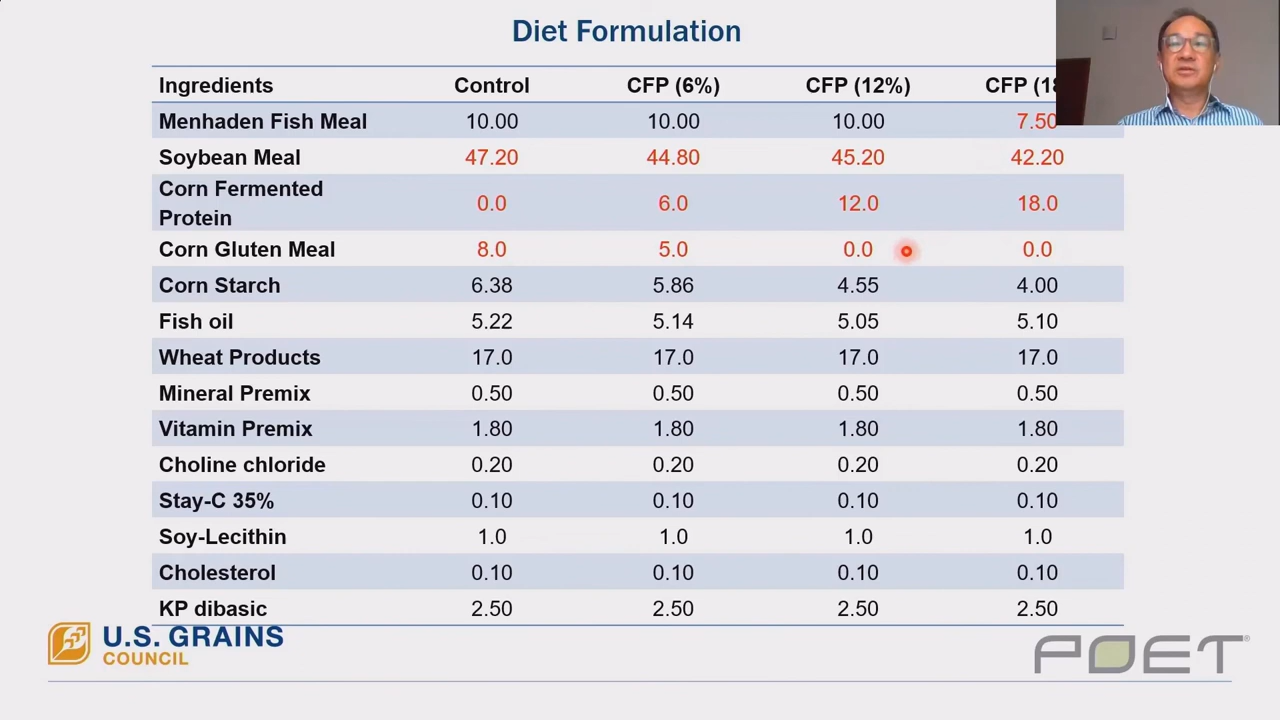 Diet Formulation
Ingredients Control CFP (6%) CFP (12%) CFP (18
Menhaden Fish Meal 10.00 10.00 10.00 7.50
Soybean Meal 47.20 44.80 45.20 42.20
Corn Fermented
Protein 0.0 6.0 12.0 18.0
Corn Gluten Meal 8.0 5.0 0.0 0.0
Corn Starch 6.38 5.86 4.55 4.00
Fish oil 5.22 5.14 5.05 5.10
Wheat Products 17.0 17.0 17.0 17.0
Mineral Premix 0.50 0.50 0.50 0.50
Vitamin Premix 1.80 1.80 1.80 1.80
Choline chloride 0.20 0.20 0.20 0.20
Stay-C 35% 0.10 0.10 0.10 0.10
Soy-Lecithin 1.0 1.0 1.0 1.0
Cholesterol 0.10 0.10 0.10 0.10
KP dibasic 2.50 2.50 2.50 2.50
U.S. GRAINS
COUNCIL
POET®